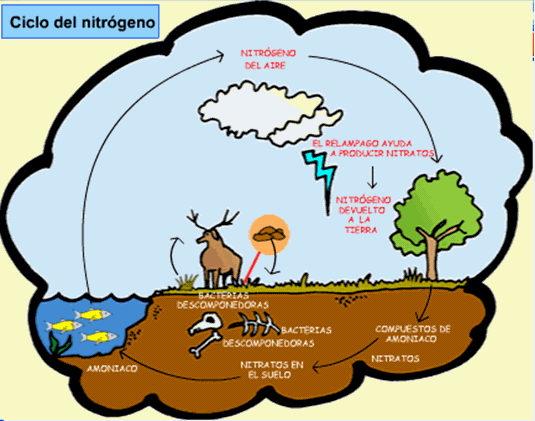 Ciclo del nitrógeno
NITRÓGENO
DEL AIRE
EL RELAMPAGO AYUDA
A PRODUCIR NITRATOS
NITRÓGENO
DEVUELTO
A LA
TIERRA
BACTERIAS
DESCOMPONEDORAS
BACTERIAS
DESCOMPONEDORAS
COMPUESTOS DE
AMONIACO
NITRATOS
NITRATOS EN
EL SUELO
AMONIACO